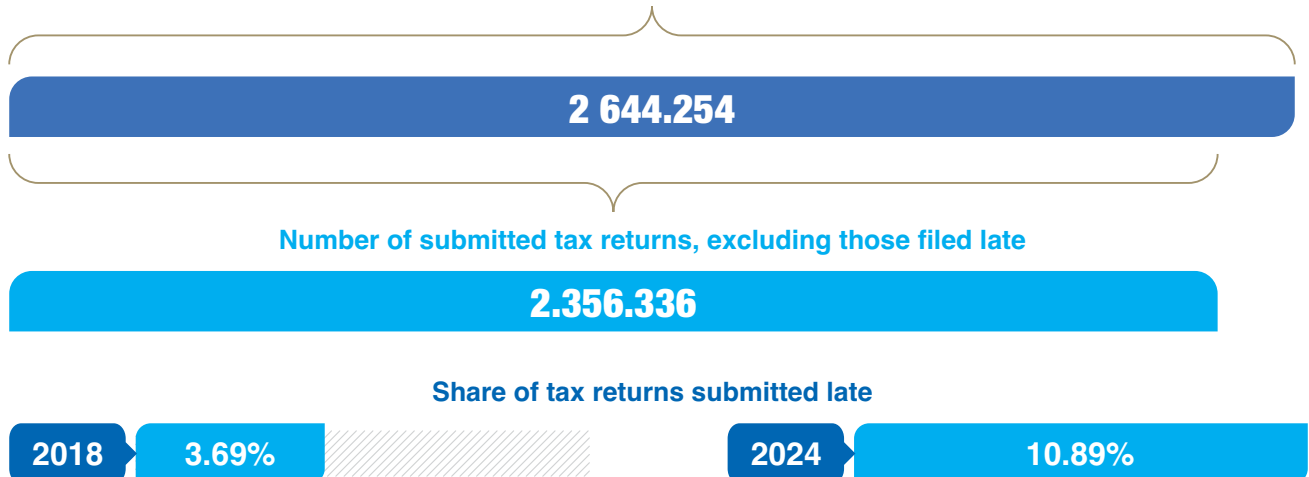 2 644.254
Number of submitted tax returns, excluding those filed late
2.356.336
Share of tax returns submitted late
2018 3.69% 2024 10.89%